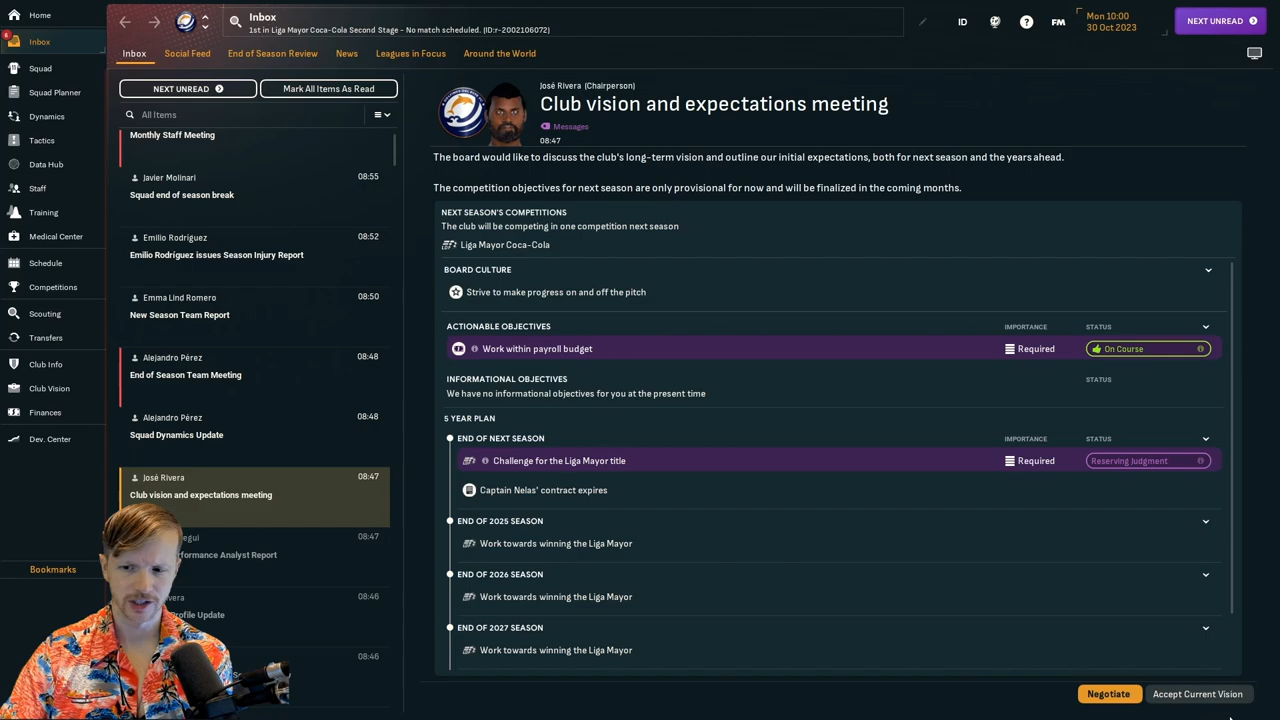 Home
Inbox
1st in Liga Mayor Coca-Cola Second Stage - No match scheduled. (ID:r-2002106072)
ID
FM
Mon 10:00
30 Oct 2023
NEXT UNREAD
6
Inbox
Squad
Squad Planner
Dynamics
Tactics
Data Hub
Staff
Training
Medical Center
Schedule
Competitions
Scouting
Transfers
Club Info
Club Vision
Finances
Dev. Center
Bookmarks
Inbox
Social Feed
End of Season Review
News
Leagues in Focus
Around the World
NEXT UNREAD
Mark All Items As Read
All Items
Monthly Staff Meeting
Javier Molinari 08:55
Squad end of season break
Emilio Rodríguez 08:52
Emilio Rodríguez issues Season Injury Report
Emma Lind Romero 08:50
New Season Team Report
Alejandro Pérez 08:48
End of Season Team Meeting
Alejandro Pérez 08:48
Squad Dynamics Update
José Rivera 08:47
Club vision and expectations meeting
egui 08:47
erformance Analyst Report
vera 08:46
Profile Update
08:46
José Rivera (Chairperson)
Club vision and expectations meeting
Messages
08:47
The board would like to discuss the club's long-term vision and outline our initial expectations, both for next season and the years ahead.
The competition objectives for next season are only provisional for now and will be finalized in the coming months.
NEXT SEASON'S COMPETITIONS
The club will be competing in one competition next season
Liga Mayor Coca-Cola
BOARD CULTURE
Strive to make progress on and off the pitch
ACTIONABLE OBJECTIVES IMPORTANCE STATUS
Work within payroll budget Required On Course
INFORMATIONAL OBJECTIVES STATUS
We have no informational objectives for you at the present time
5 YEAR PLAN
END OF NEXT SEASON IMPORTANCE STATUS
Challenge for the Liga Mayor title Required Reserving Judgment
Captain Nelas' contract expires
END OF 2025 SEASON
Work towards winning the Liga Mayor
END OF 2026 SEASON
Work towards winning the Liga Mayor
END OF 2027 SEASON
Work towards winning the Liga Mayor
Negotiate
Accept Current Vision